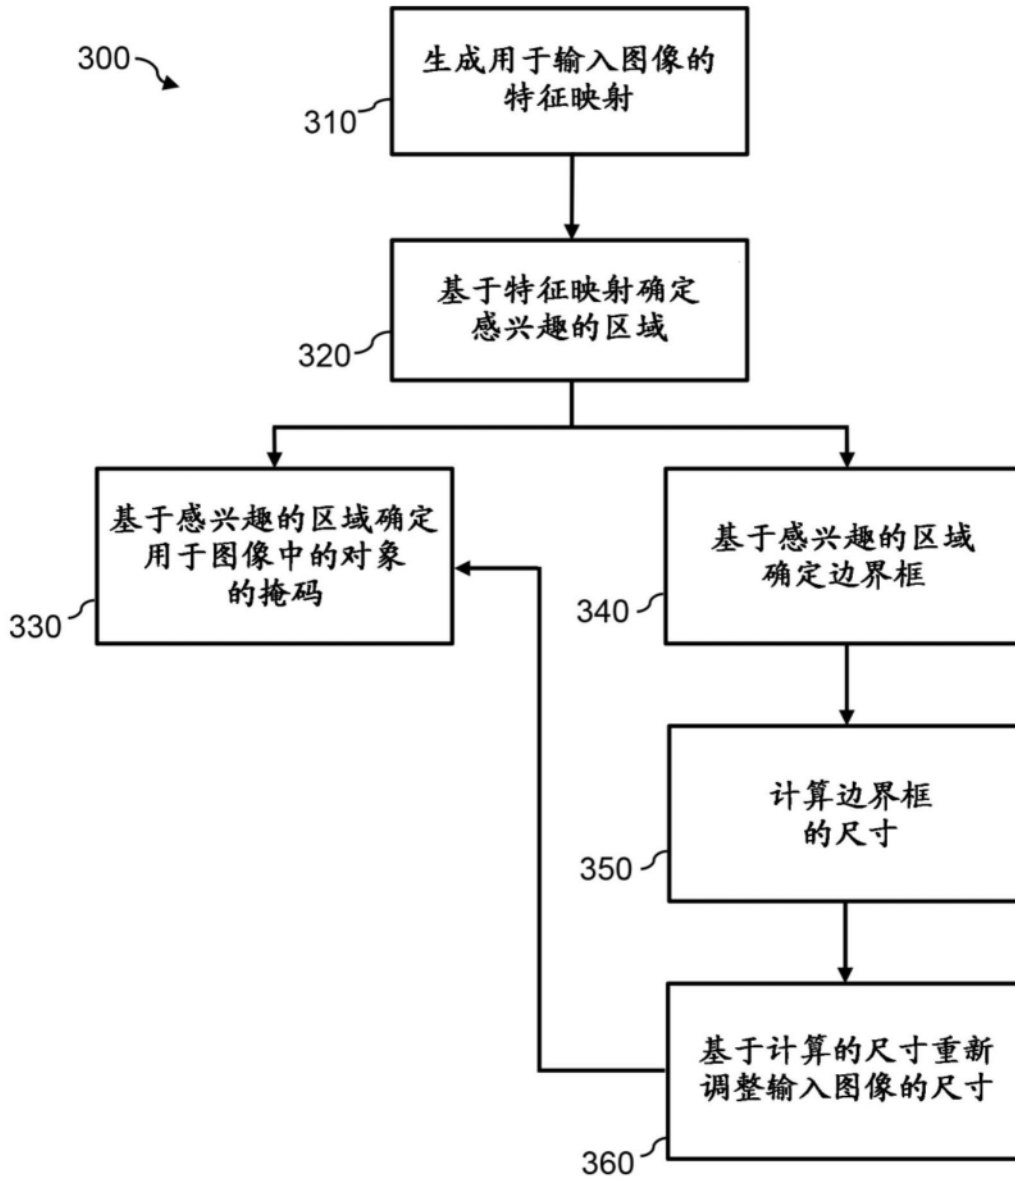 300
生成用于输入图像的
特征映射
310
基于特征映射确定
感兴趣的区域
320
基于感兴趣的区域确定
用于图像中的对象
的掩码
330
基于感兴趣的区域
确定边界框
340
计算边界框
的尺寸
350
基于计算的尺寸重新
调整输入图像的尺寸
360